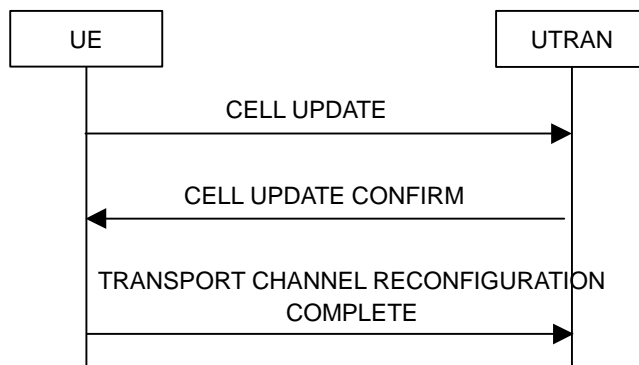 UE
UTRAN
CELL UPDATE
CELL UPDATE CONFIRM
TRANSPORT CHANNEL RECONFIGURATION
COMPLETE